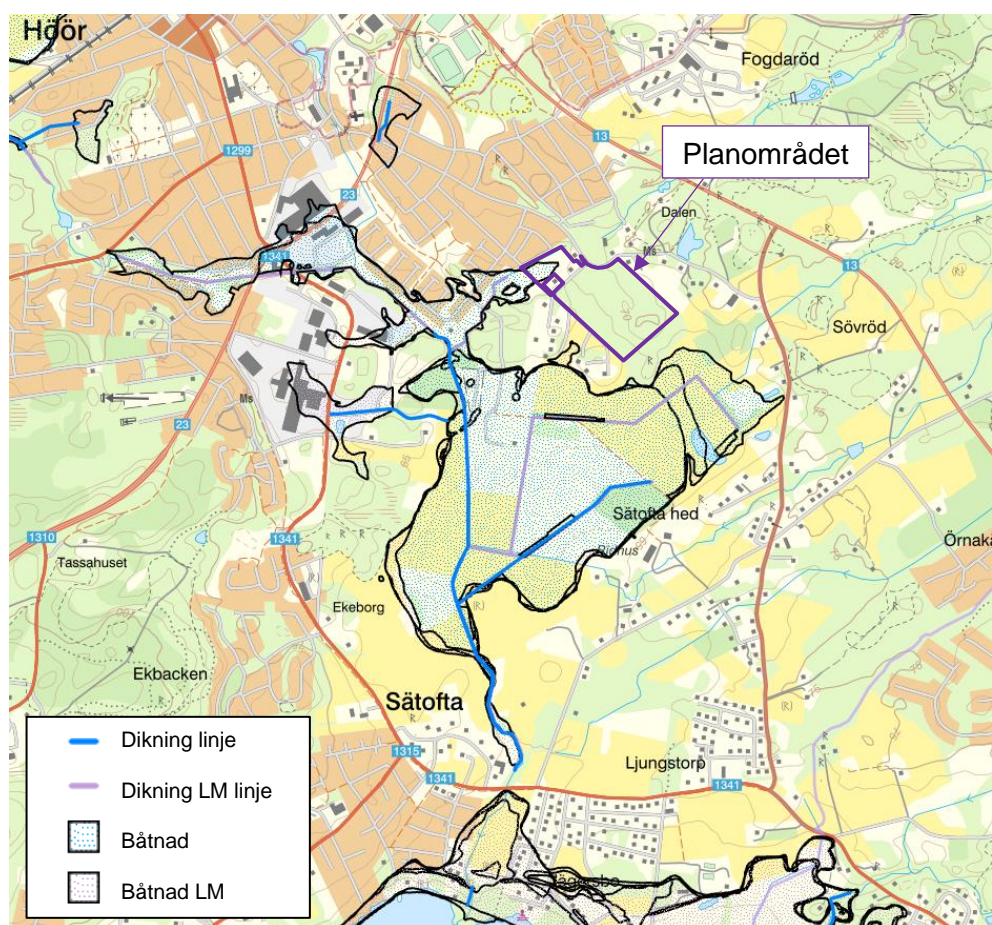 Höör
Fogdaröd
13
1299
Planområdet
23
Dalen
Ms
1341
13
Sövröd
Ms
23
Sätofta hed
1310
1341
Örnaka
Tassahuset
Ekeborg
Ekbacken
Sätofta
Dikning linje
1315
Ljungstorp
1341
1341
Dikning LM linje
Båtnad
Båtnad LM